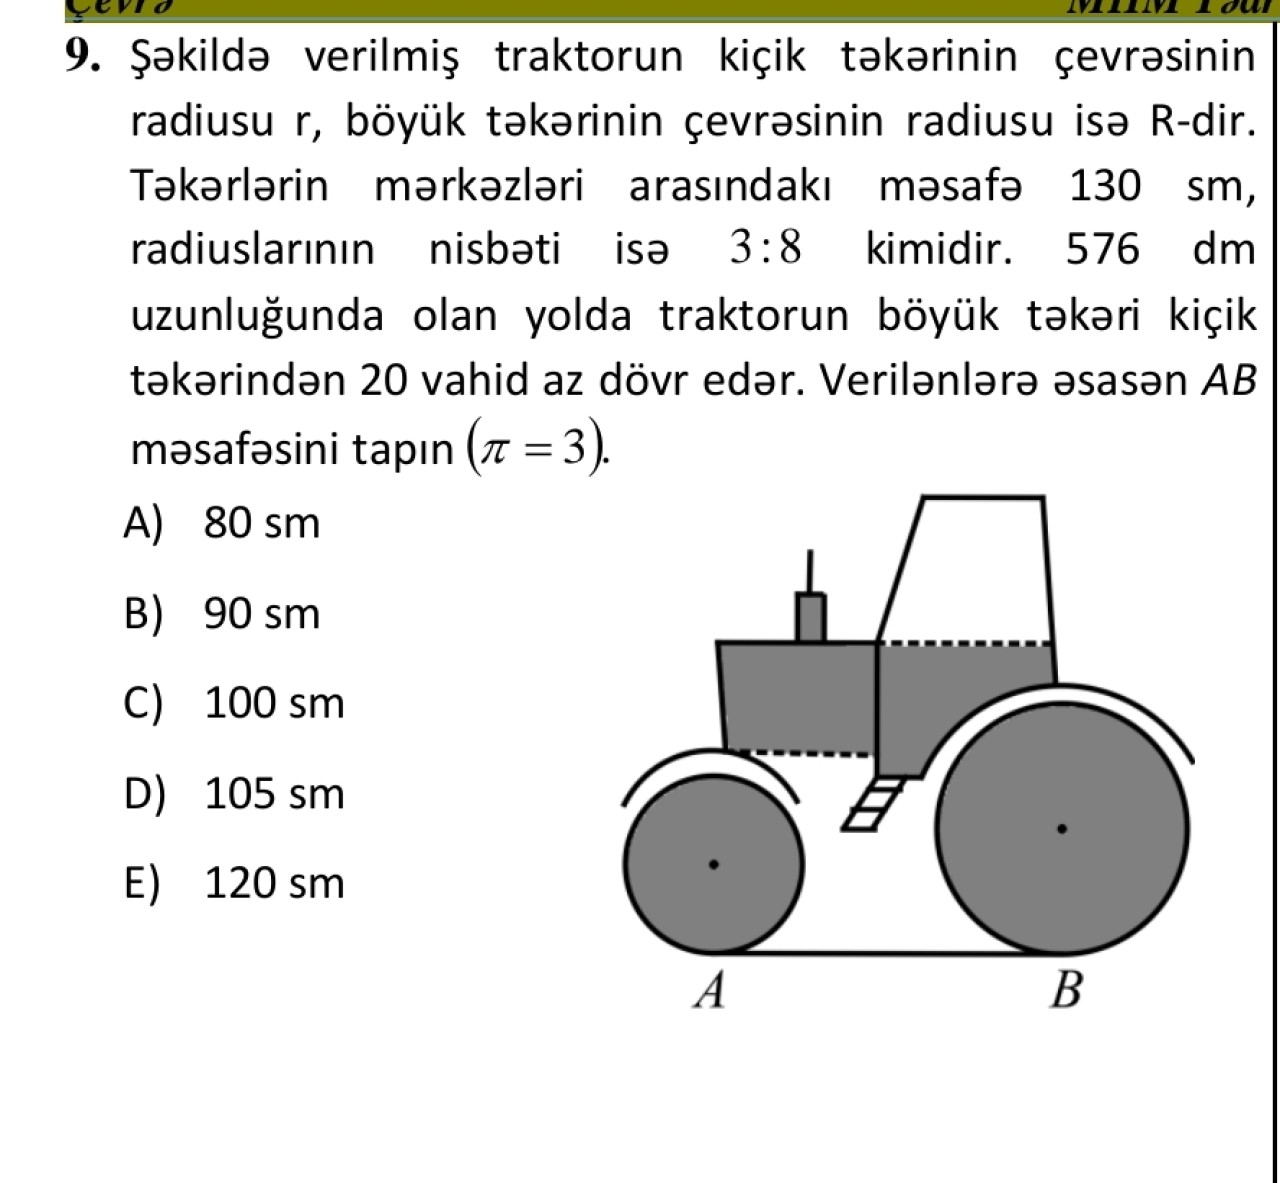 Çevrə
9. Şəkildə verilmiş traktorun kiçik təkərinin çevrəsinin
radiusu r, böyük təkərinin çevrəsinin radiusu isə R-dir.
Təkərlərin mərkəzləri arasındakı məsafə 130 sm,
radiuslarının nisbəti isə 3:8 kimidir. 576 dm
uzunluğunda olan yolda traktorun böyük təkəri kiçik
təkərindən 20 vahid az dövr edər. Verilənlərə əsasən AB
məsafəsini tapın (π = 3).
A) 80 sm
B) 90 sm
C) 100 sm
D) 105 sm
E) 120 sm
A B